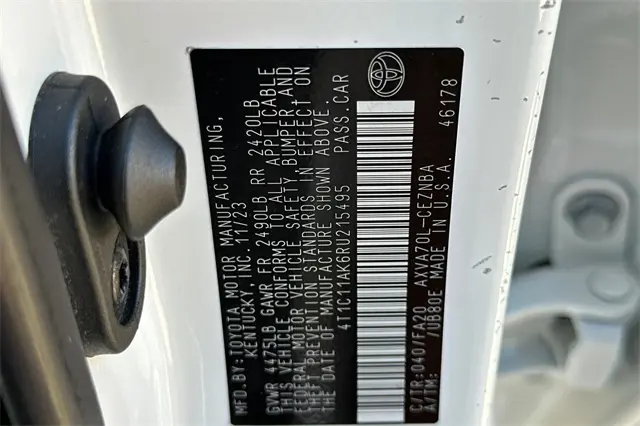 MFD.BY:TOYOTA MOTOR MANUFACTURING,
KENTUCKY, INC. 11/23
GVWR 4475LB GAWR FR 2490LB RR 2420LB
THIS VEHICLE CONFORMS TO ALL APPLICABLE
FEDERAL MOTOR VEHICLE SAFETY, BUMPER, AND
THEFT PREVENTION STANDARDS IN EFFECT ON
THE DATE OF MANUFACTURE SHOWN ABOVE.
4T1C11AK6RU215495 PASS.CAR
C/TR:040/FA20 AXVA70L-CEZNBA
A/TM: /UB80E MADE IN U.S.A. 46178